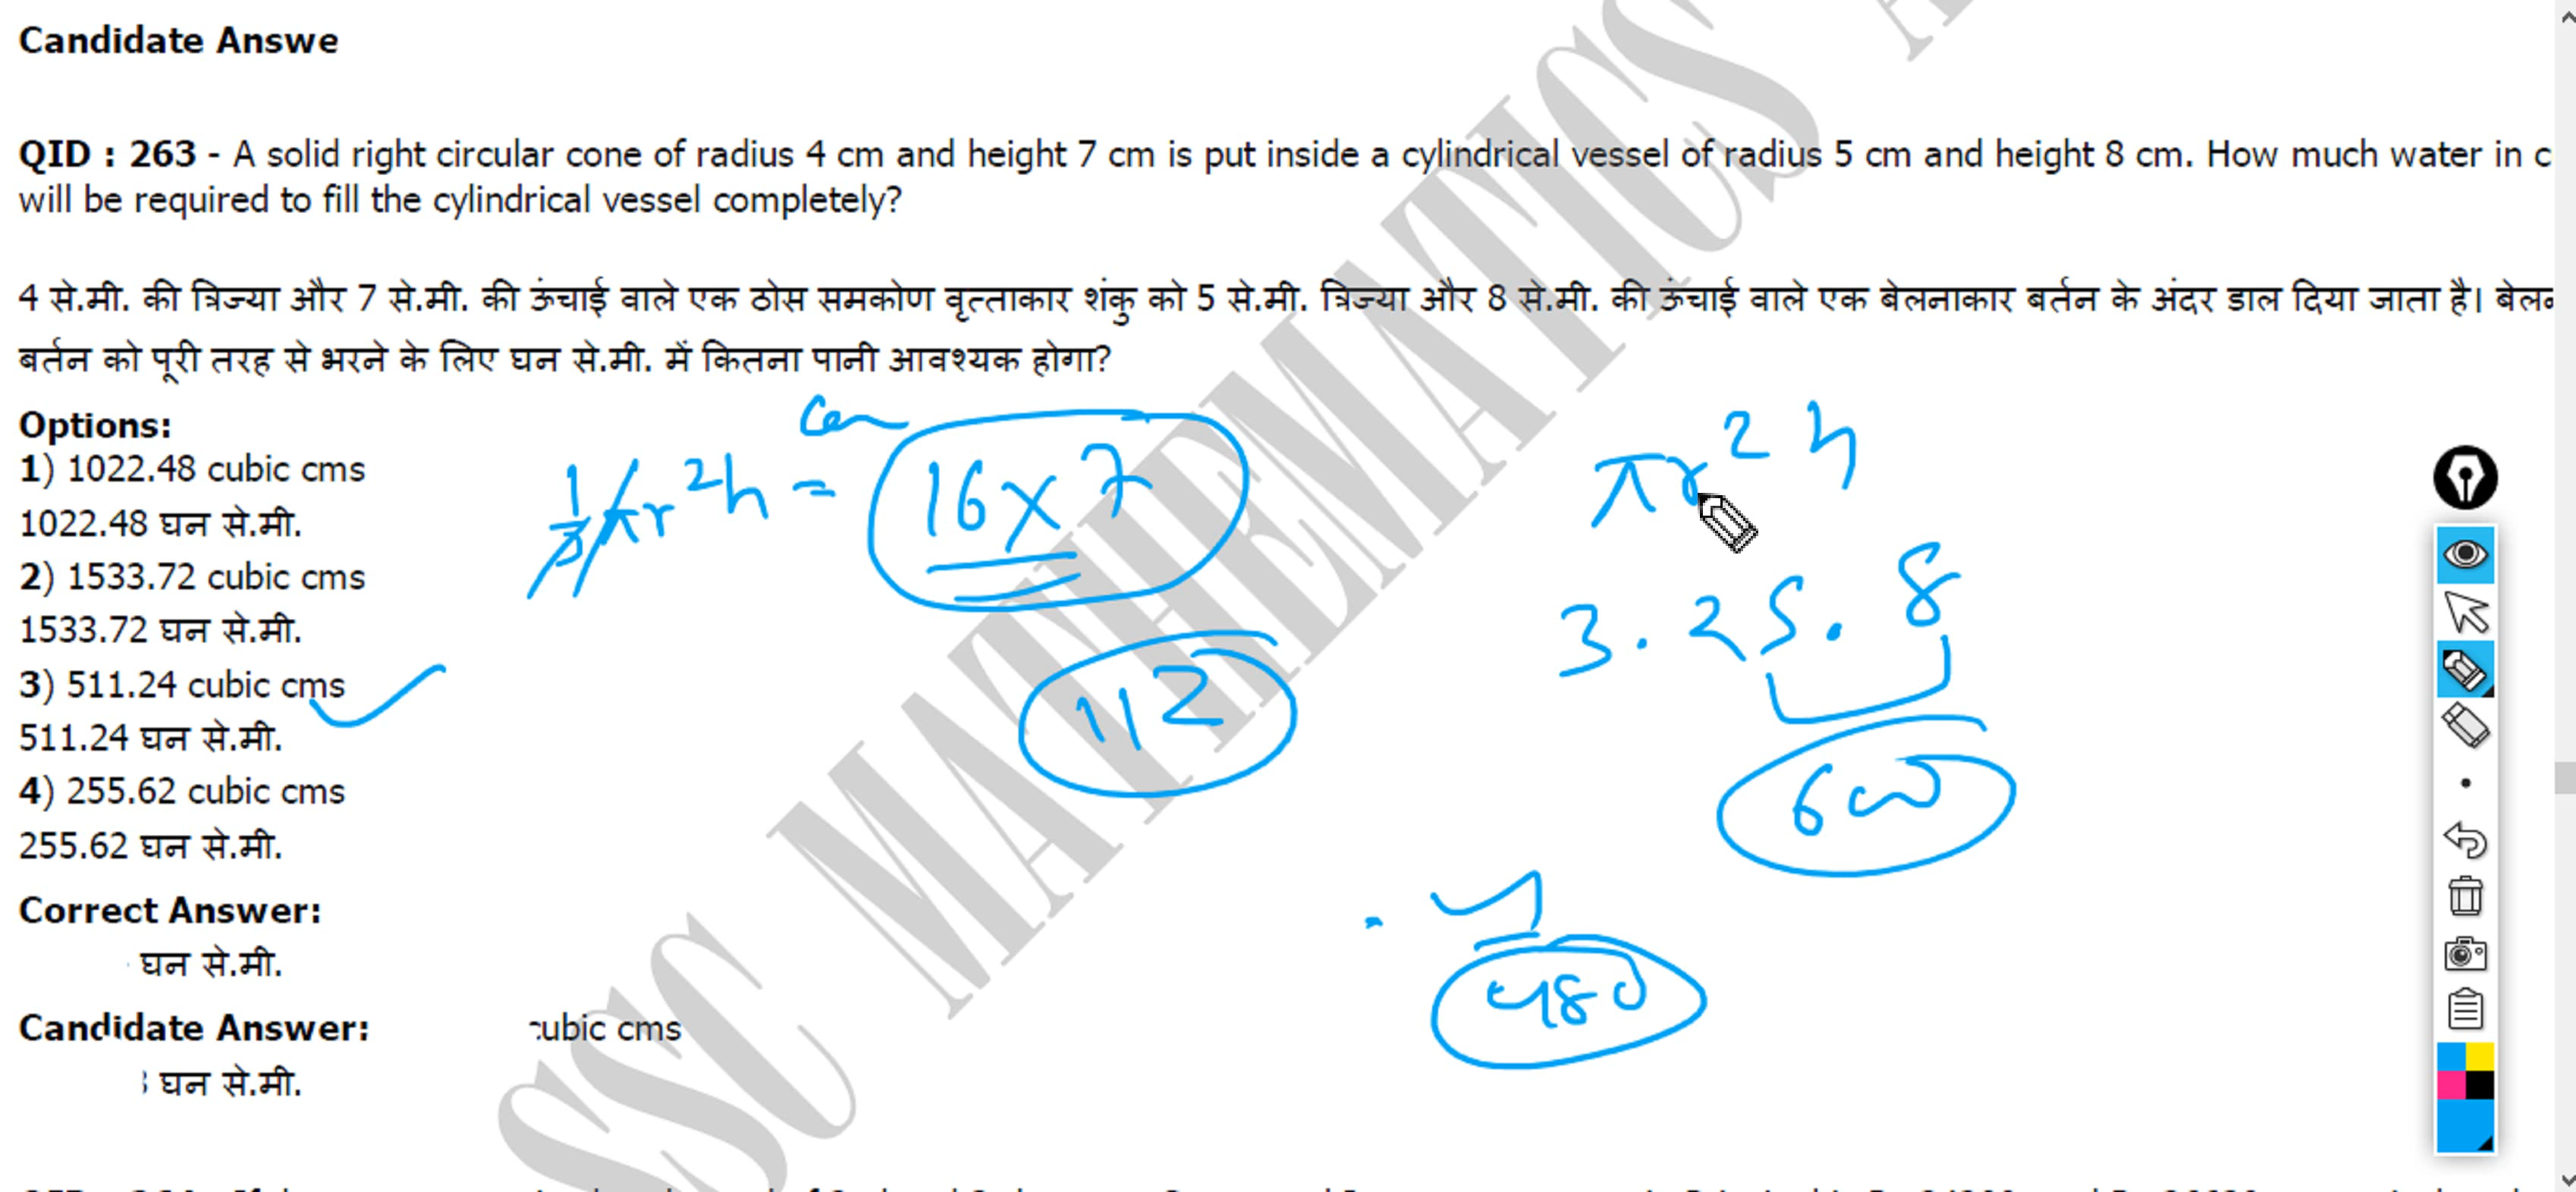 Candidate Answe
QID : 263 - A solid right circular cone of radius 4 cm and height 7 cm is put inside a cylindrical vessel of radius 5 cm and height 8 cm. How much water in c
will be required to fill the cylindrical vessel completely?
4 से.मी. की त्रिज्या और 7 से.मी. की ऊंचाई वाले एक ठोस समकोण वृत्ताकार शंकु को 5 से.मी. त्रिज्या और 8 से.मी. की ऊंचाई वाले एक बेलनाकार बर्तन के अंदर डाल दिया जाता है। बेलन
बर्तन को पूरी तरह से भरने के लिए घन से.मी. में कितना पानी आवश्यक होगा?
Options:
1) 1022.48 cubic cms
1022.48 घन से.मी.
2) 1533.72 cubic cms
1533.72 घन से.मी.
3) 511.24 cubic cms
511.24 घन से.मी.
4) 255.62 cubic cms
255.62 घन से.मी.
Correct Answer:
घन से.मी.
Candidate Answer: cubic cms
घन से.मी.
1/3 πr²h = 16 × 7
112
πr²h
3 . 25 . 8
600
480
SSC MATHEMATICS